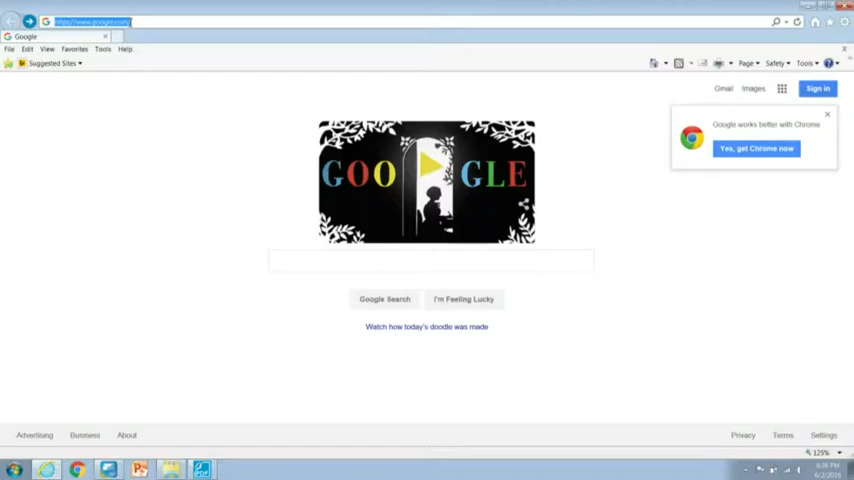 https://www.google.com/
Google
File Edit View Favorites Tools Help
Suggested Sites
Page Safety Tools
Gmail Images Sign in
Google works better with Chrome
Yes, get Chrome now
GOOGLE
Google Search I'm Feeling Lucky
Watch how today's doodle was made
Advertising Business About Privacy Terms Settings
125%
6:36 PM
6/2/2016